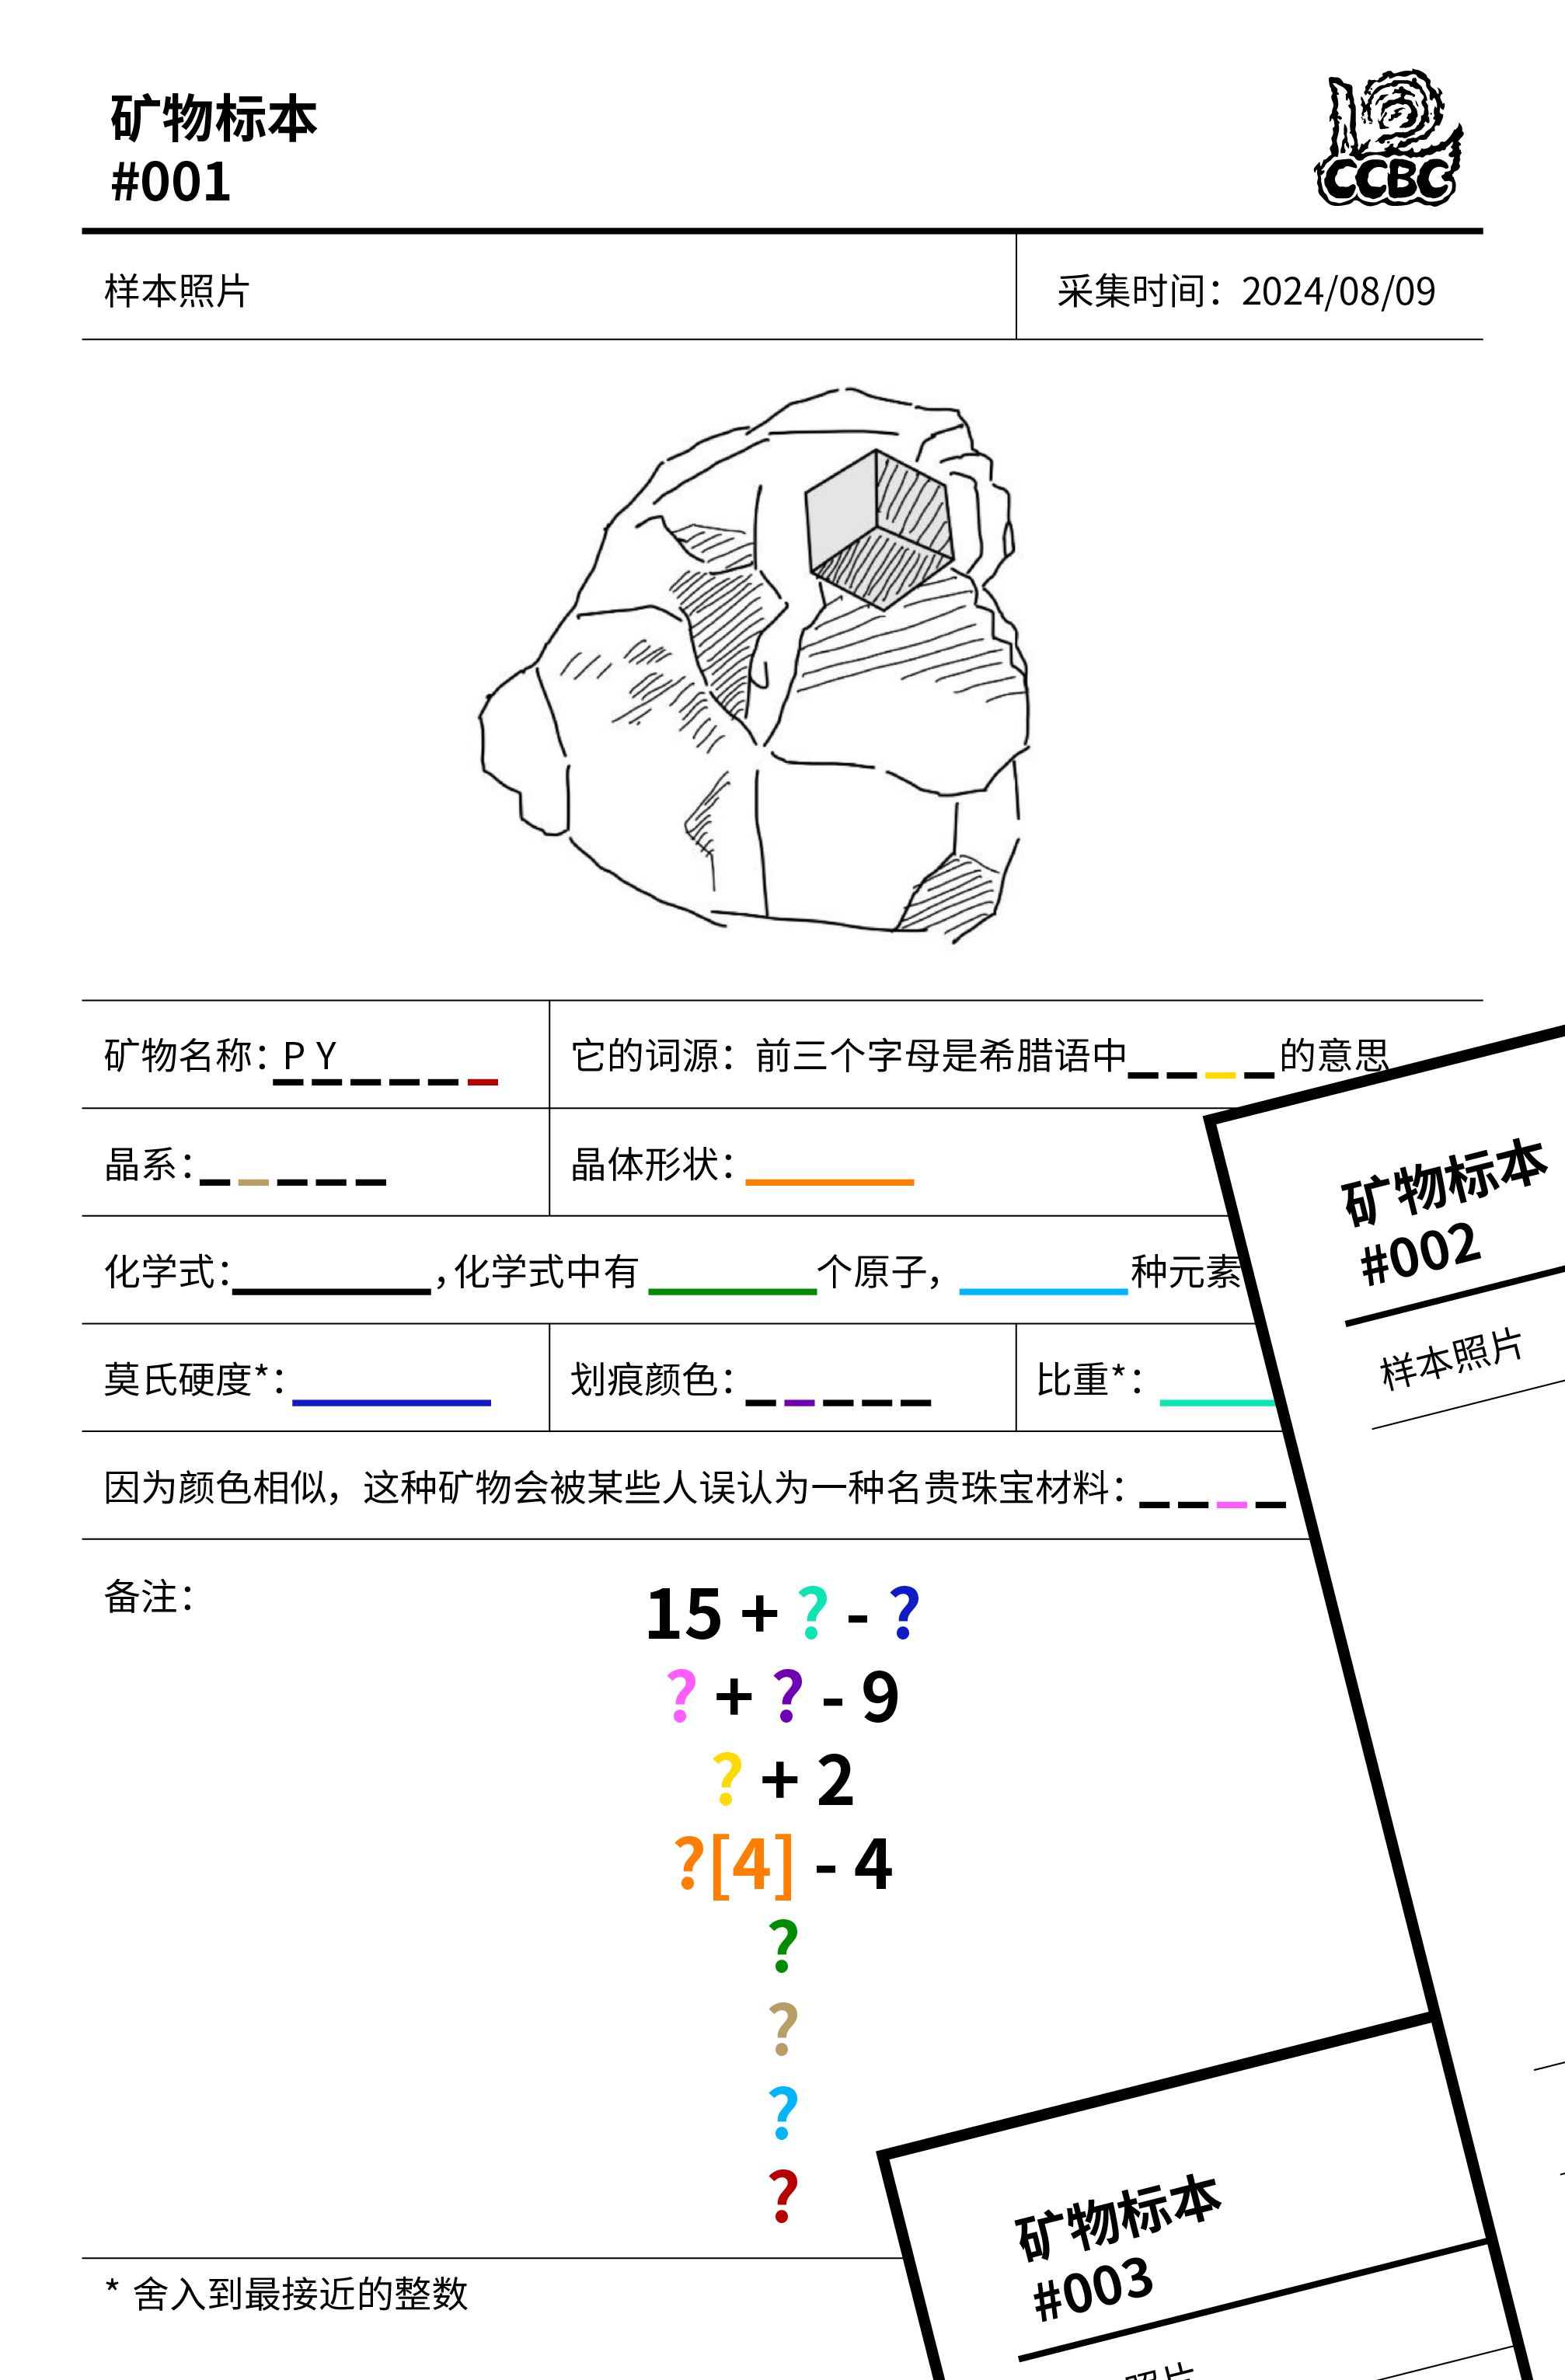 矿物标本
#001
CCBC
样本照片
采集时间：2024/08/09
矿物名称：P Y _ _ _ _
它的词源：前三个字母是希腊语中_ _ _ _的意思
晶系：_ _ _ _ _
晶体形状：____
化学式：____，化学式中有____个原子，____种元素
莫氏硬度*：____
划痕颜色：_ _ _ _ _
比重*：____
因为颜色相似，这种矿物会被某些人误认为一种名贵珠宝材料：_ _ _ _
备注：
15 + ? - ?
? + ? - 9
? + 2
?[4] - 4
?
?
?
?
* 舍入到最接近的整数
矿物标本
#002
样本照片
矿物标本
#003
照片